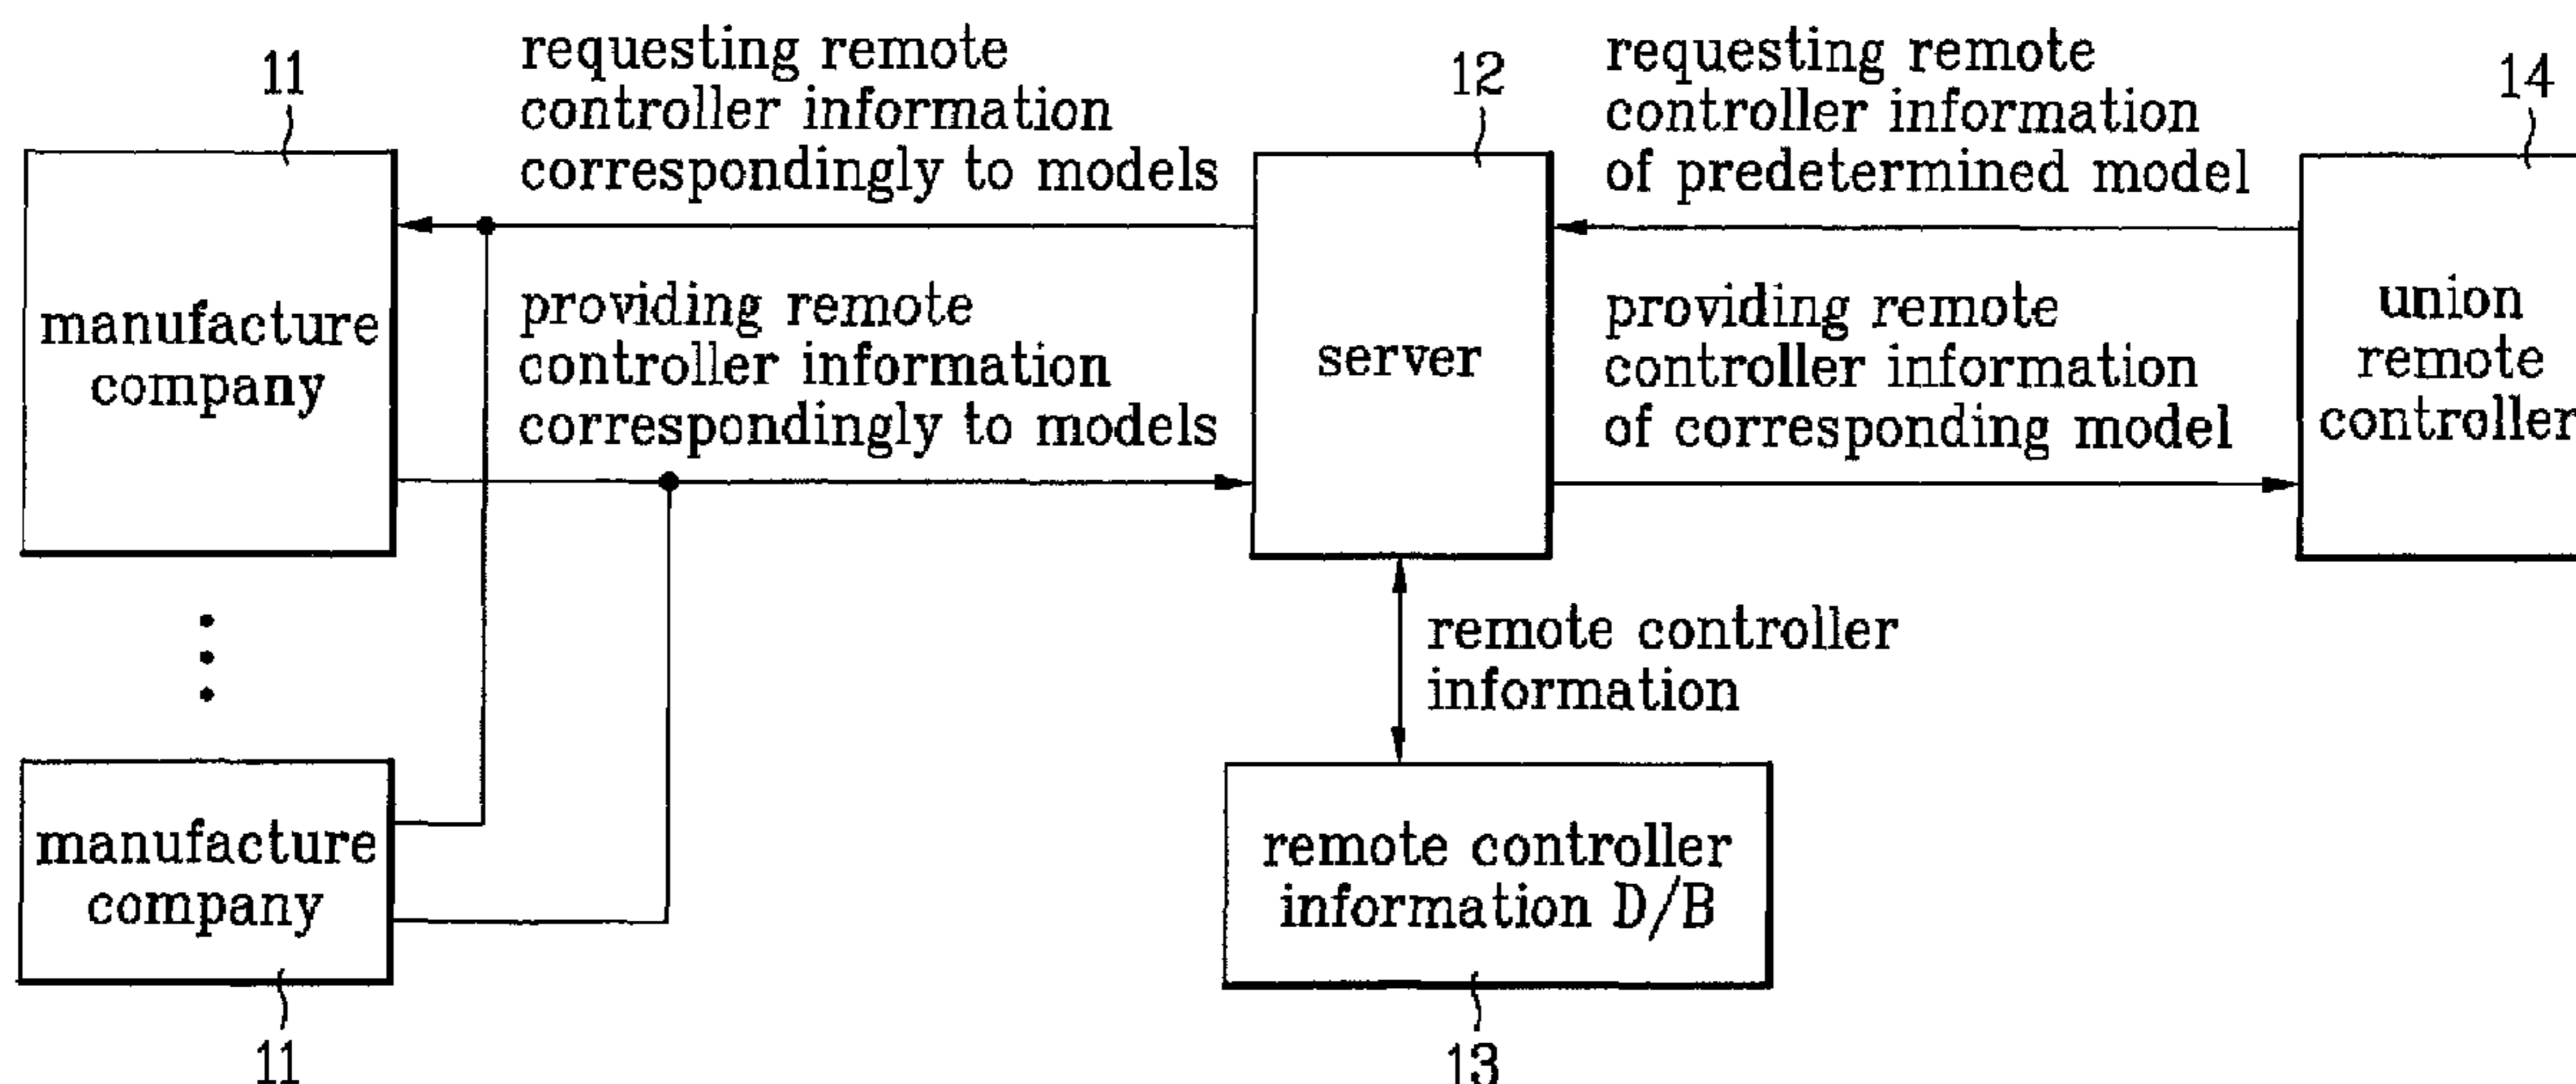 11
requesting remote
controller information
correspondingly to models
12
requesting remote
controller information
of predetermined model
14
manufacture
company
providing remote
controller information
correspondingly to models
server
providing remote
controller information
of corresponding model
union
remote
controller
remote controller
information
manufacture
company
11
remote controller
information D/B
13